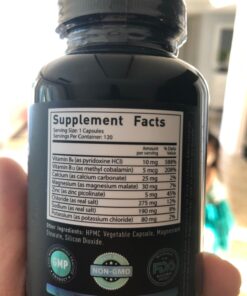 Supplement Facts
Serving Size: 1 Capsules
Servings Per Container: 120
Amount per serving % Daily Value
Vitamin B₆ (as pyridoxine HCl) 10 mg 588%
Vitamin B₁₂ (as methyl cobalamin) 5 mg 208%
Calcium (as calcium carbonate) 25 mg 2%
Magnesium (as magnesium malate) 30 mg 7%
Zinc (as zinc picolinate) 5 mg 45%
Chloride (as real salt) 275 mg 12%
Sodium (as real salt) 190 mg 8%
Potassium (as potassium chloride) 80 mg 2%
Other Ingredients: HPMC Vegetable Capsule, Magnesium
Stearate, Silicon Dioxide.
GMP
NON-GMO